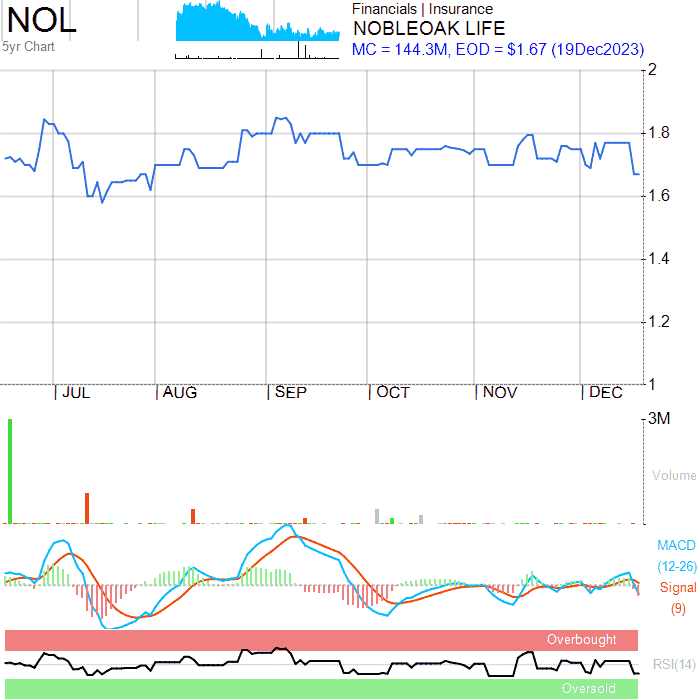 NOL
5yr Chart
Financials | Insurance
NOBLEOAK LIFE
MC = 144.3M, EOD = $1.67 (19Dec2023)
2
1.8
1.6
1.4
1.2
1
JUL AUG SEP OCT NOV DEC
3M
Volume
MACD
(12-26)
Signal
(9)
Overbought
RSI(14)
Oversold